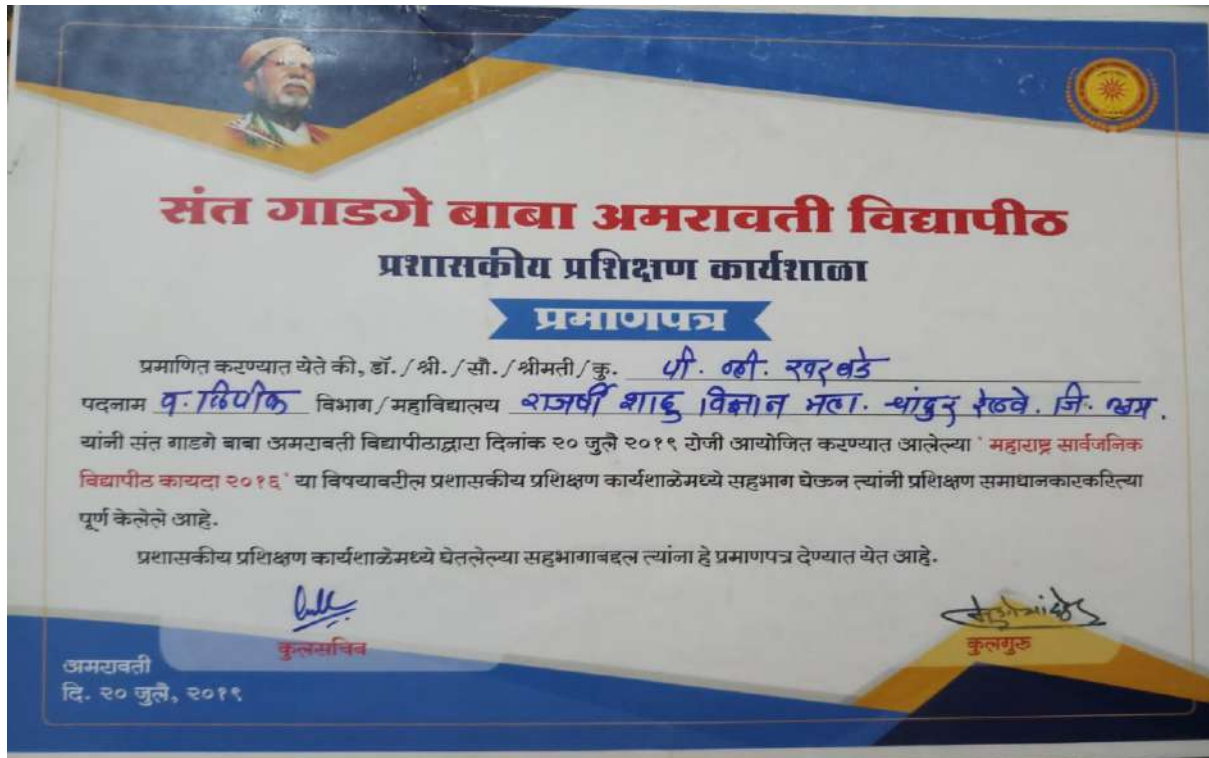 संत गाडगे बाबा अमरावती विद्यापीठ
प्रशासकीय प्रशिक्षण कार्यशाळा
प्रमाणपत्र
प्रमाणित करण्यात येते की, डॉ./श्री./सौ./श्रीमती/कु. पी. व्ही. खरबडे
पदनाम व. लिपीक विभाग/महाविद्यालय राजर्षी शाहु विज्ञान महा. चांदुर रेल्वे. जि. अम.
यांनी संत गाडगे बाबा अमरावती विद्यापीठाद्वारा दिनांक २० जुलै २०१९ रोजी आयोजित करण्यात आलेल्या `महाराष्ट्र सार्वजनिक
विद्यापीठ कायदा २०१६` या विषयावरील प्रशासकीय प्रशिक्षण कार्यशाळेमध्ये सहभाग घेऊन त्यांनी प्रशिक्षण समाधानकारकरित्या
पूर्ण केलेले आहे.
प्रशासकीय प्रशिक्षण कार्यशाळेमध्ये घेतलेल्या सहभागाबद्दल त्यांना हे प्रमाणपत्र देण्यात येत आहे.
कुलसचिव
कुलगुरु
अमरावती
दि. २० जुलै, २०१९